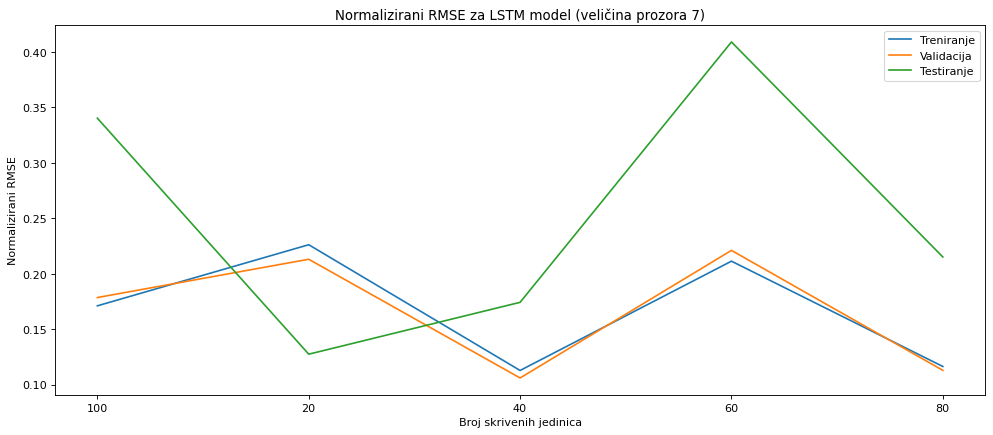 Normalizirani RMSE za LSTM model (veličina prozora 7)
Treniranje
Validacija
Testiranje
Normalizirani RMSE
0.40
0.35
0.30
0.25
0.20
0.15
0.10
100 20 40 60 80
Broj skrivenih jedinica